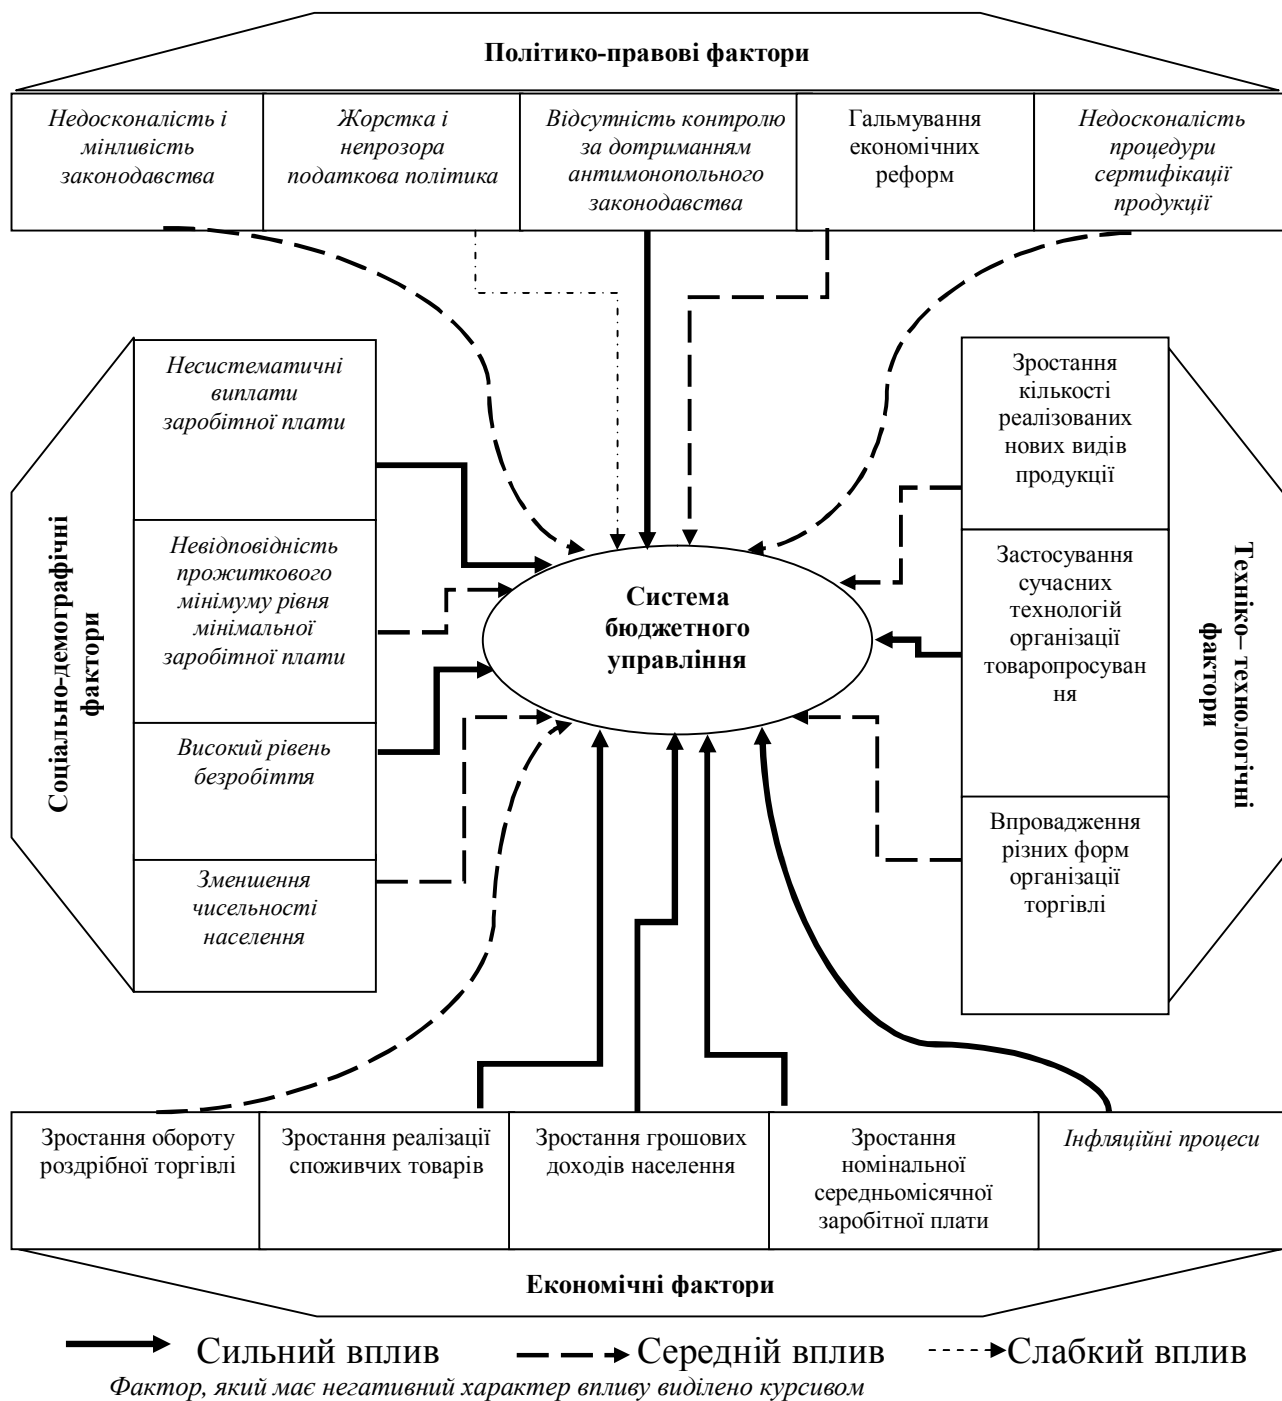 Політико-правові фактори
Недосконалість і
мінливість
законодавства
Жорстка і
непрозора
податкова політика
Відсутність контролю
за дотриманням
антимонопольного
законодавства
Гальмування
економічних
реформ
Недосконалість
процедури
сертифікації
продукції
Соціально-демографічні
фактори
Несистематичні
виплати
заробітної плати
Невідповідність
прожиткового
мінімуму рівня
мінімальної
заробітної плати
Високий рівень
безробіття
Зменшення
чисельності
населення
Система
бюджетного
управління
Зростання
кількості
реалізованих
нових видів
продукції
Застосування
сучасних
технологій
організації
товаропросуван
ня
Впровадження
різних форм
організації
торгівлі
Техніко– технологічні
фактори
Зростання обороту
роздрібної торгівлі
Зростання реалізації
споживчих товарів
Зростання грошових
доходів населення
Зростання
номінальної
середньомісячної
заробітної плати
Інфляційні процеси
Економічні фактори
Сильний вплив
Середній вплив
Слабкий вплив
Фактор, який має негативний характер впливу виділено курсивом